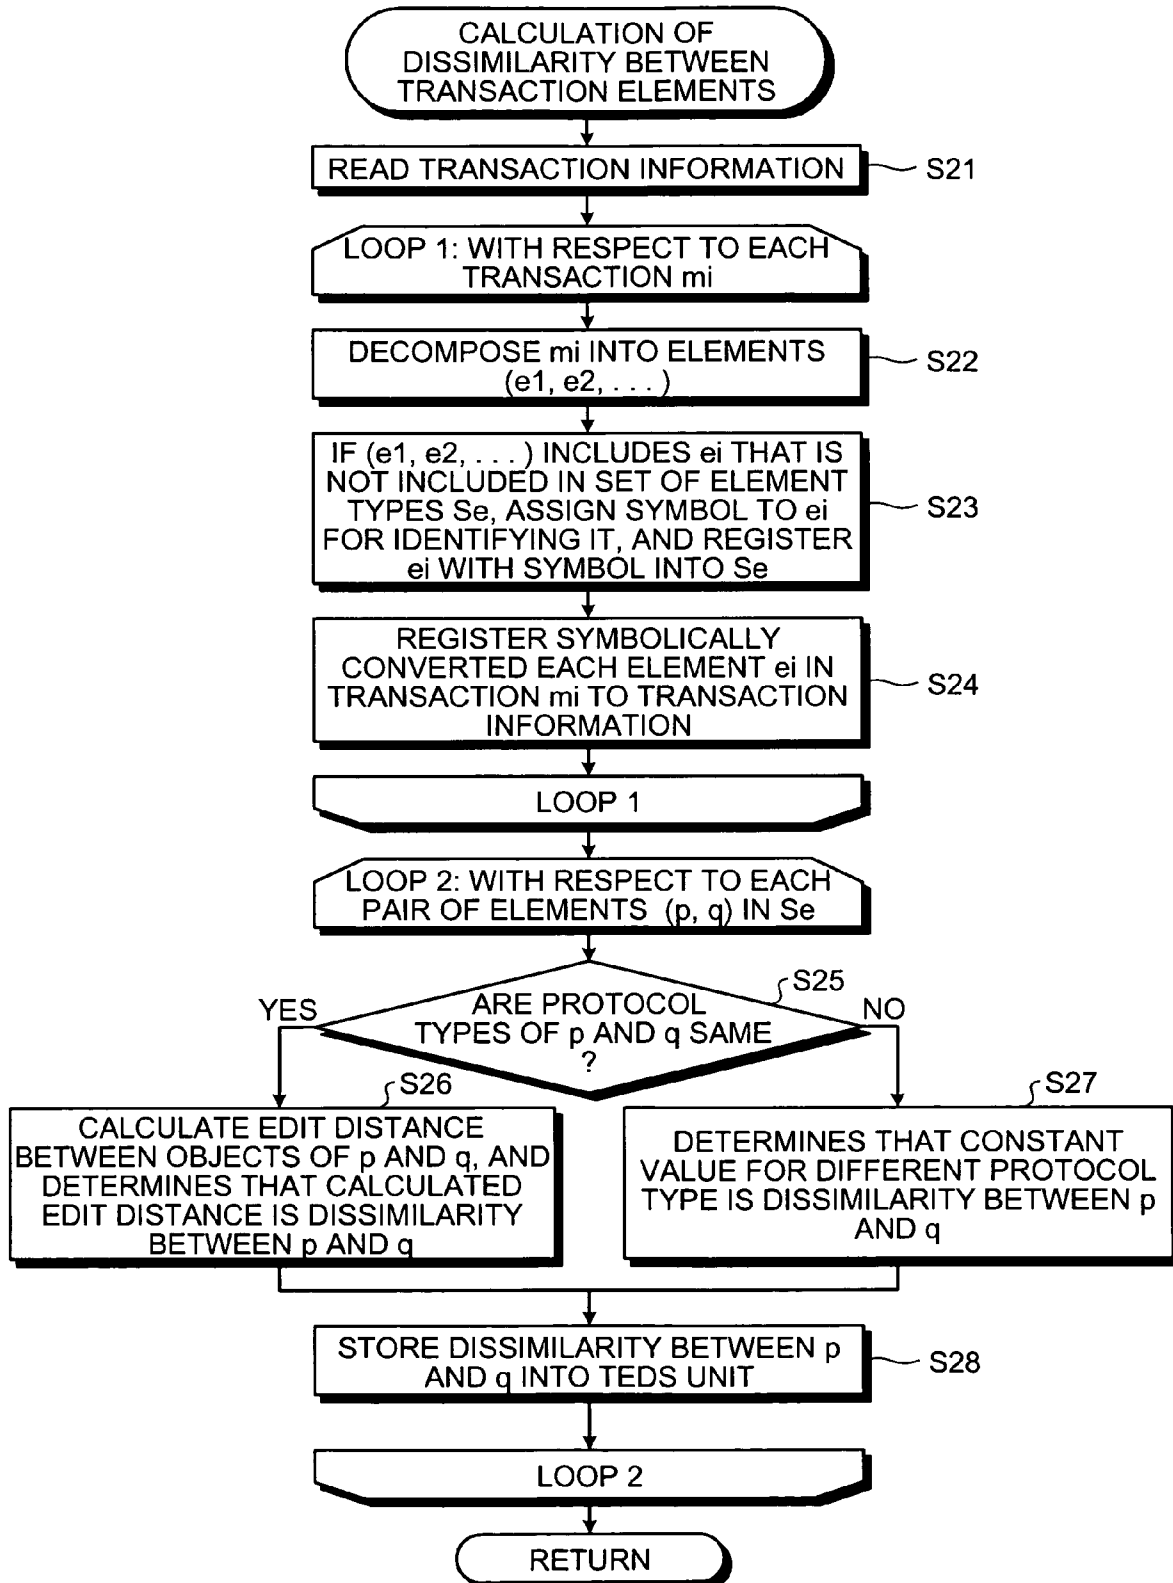 CALCULATION OF
DISSIMILARITY BETWEEN
TRANSACTION ELEMENTS
READ TRANSACTION INFORMATION
S21
LOOP 1: WITH RESPECT TO EACH
TRANSACTION mi
DECOMPOSE mi INTO ELEMENTS
(e1, e2, . . . )
S22
IF (e1, e2, . . . ) INCLUDES ei THAT IS
NOT INCLUDED IN SET OF ELEMENT
TYPES Se, ASSIGN SYMBOL TO ei
FOR IDENTIFYING IT, AND REGISTER
ei WITH SYMBOL INTO Se
S23
REGISTER SYMBOLICALLY
CONVERTED EACH ELEMENT ei IN
TRANSACTION mi TO TRANSACTION
INFORMATION
S24
LOOP 1
LOOP 2: WITH RESPECT TO EACH
PAIR OF ELEMENTS (p, q) IN Se
S25
ARE PROTOCOL
TYPES OF p AND q SAME
?
YES
NO
S26
CALCULATE EDIT DISTANCE
BETWEEN OBJECTS OF p AND q, AND
DETERMINES THAT CALCULATED
EDIT DISTANCE IS DISSIMILARITY
BETWEEN p AND q
S27
DETERMINES THAT CONSTANT
VALUE FOR DIFFERENT PROTOCOL
TYPE IS DISSIMILARITY BETWEEN p
AND q
STORE DISSIMILARITY BETWEEN p
AND q INTO TEDS UNIT
S28
LOOP 2
RETURN